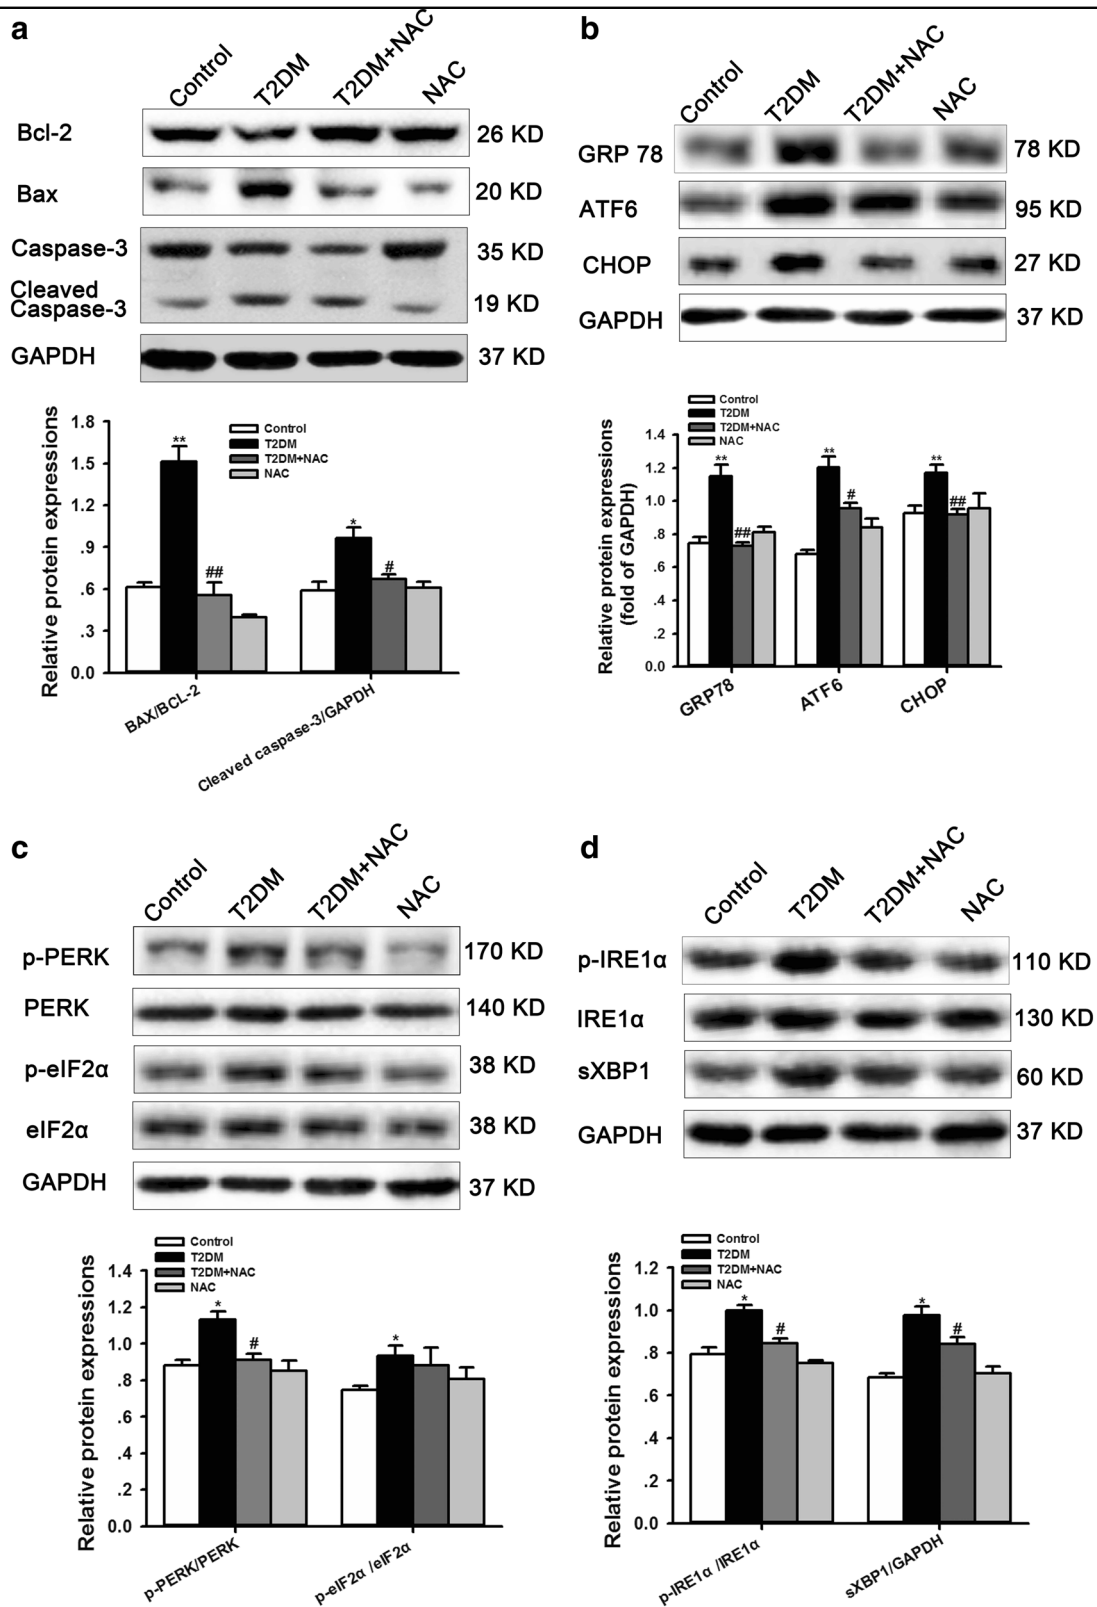 a
Control
T2DM
T2DM+NAC
NAC
Bcl-2
26 KD
Bax
20 KD
Caspase-3
35 KD
Cleaved
Caspase-3
19 KD
GAPDH
37 KD
Relative protein expressions
1.8
1.5
1.2
.9
.6
.3
0.0
Control
T2DM
T2DM+NAC
NAC
**
##
*
#
BAX/BCL-2
Cleaved caspase-3/GAPDH
b
Control
T2DM
T2DM+NAC
NAC
GRP 78
78 KD
ATF6
95 KD
CHOP
27 KD
GAPDH
37 KD
Relative protein expressions
(fold of GAPDH)
1.4
1.2
1.0
.8
.6
.4
.2
0.0
Control
T2DM
T2DM+NAC
NAC
**
##
**
#
**
##
GRP78
ATF6
CHOP
c
Control
T2DM
T2DM+NAC
NAC
p-PERK
170 KD
PERK
140 KD
p-eIF2α
38 KD
eIF2α
38 KD
GAPDH
37 KD
Relative protein expressions
1.4
1.2
1.0
.8
.6
.4
.2
0.0
Control
T2DM
T2DM+NAC
NAC
*
#
*
p-PERK/PERK
p-eIF2α /eIF2α
d
Control
T2DM
T2DM+NAC
NAC
p-IRE1α
110 KD
IRE1α
130 KD
sXBP1
60 KD
GAPDH
37 KD
Relative protein expressions
1.2
1.0
.8
.6
.4
.2
0.0
Control
T2DM
T2DM+NAC
NAC
*
#
*
#
p-IRE1α /IRE1α
sXBP1/GAPDH